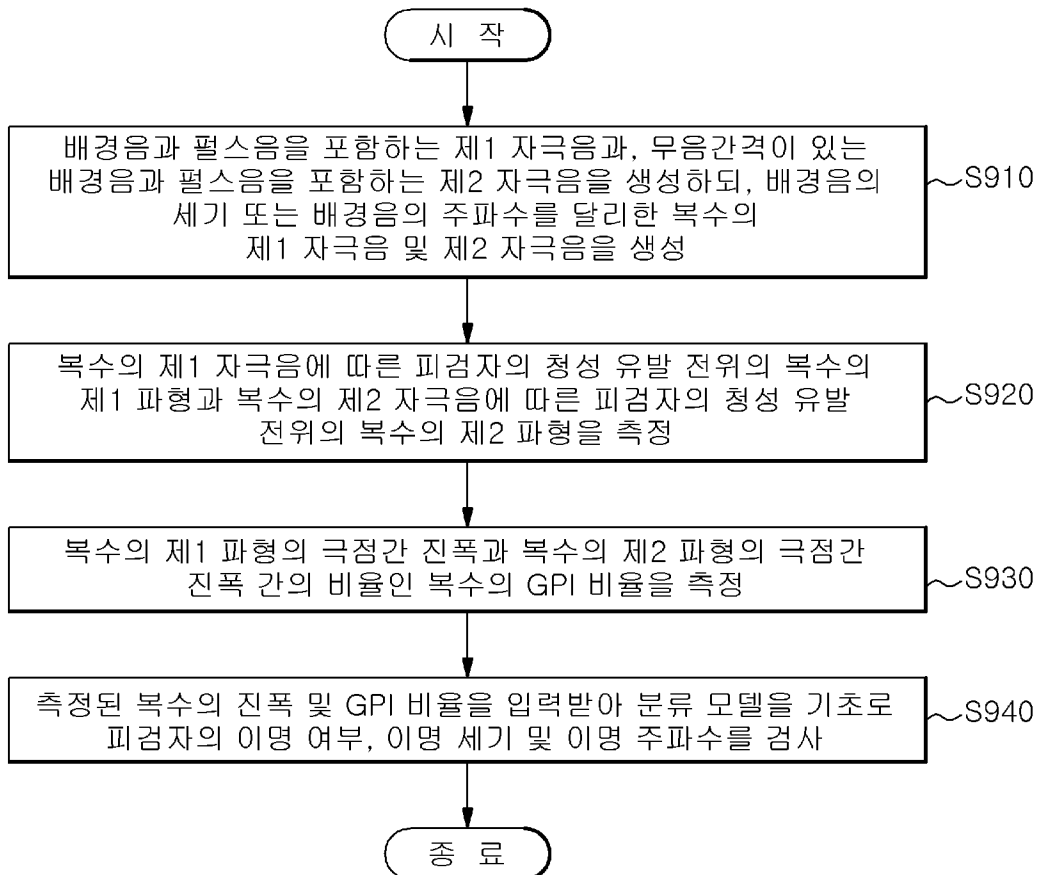 시 작
배경음과 펄스음을 포함하는 제1 자극음과, 무음간격이 있는
배경음과 펄스음을 포함하는 제2 자극음을 생성하되, 배경음의
세기 또는 배경음의 주파수를 달리한 복수의
제1 자극음 및 제2 자극음을 생성
S910
복수의 제1 자극음에 따른 피검자의 청성 유발 전위의 복수의
제1 파형과 복수의 제2 자극음에 따른 피검자의 청성 유발
전위의 복수의 제2 파형을 측정
S920
복수의 제1 파형의 극점간 진폭과 복수의 제2 파형의 극점간
진폭 간의 비율인 복수의 GPI 비율을 측정
S930
측정된 복수의 진폭 및 GPI 비율을 입력받아 분류 모델을 기초로
피검자의 이명 여부, 이명 세기 및 이명 주파수를 검사
S940
종 료